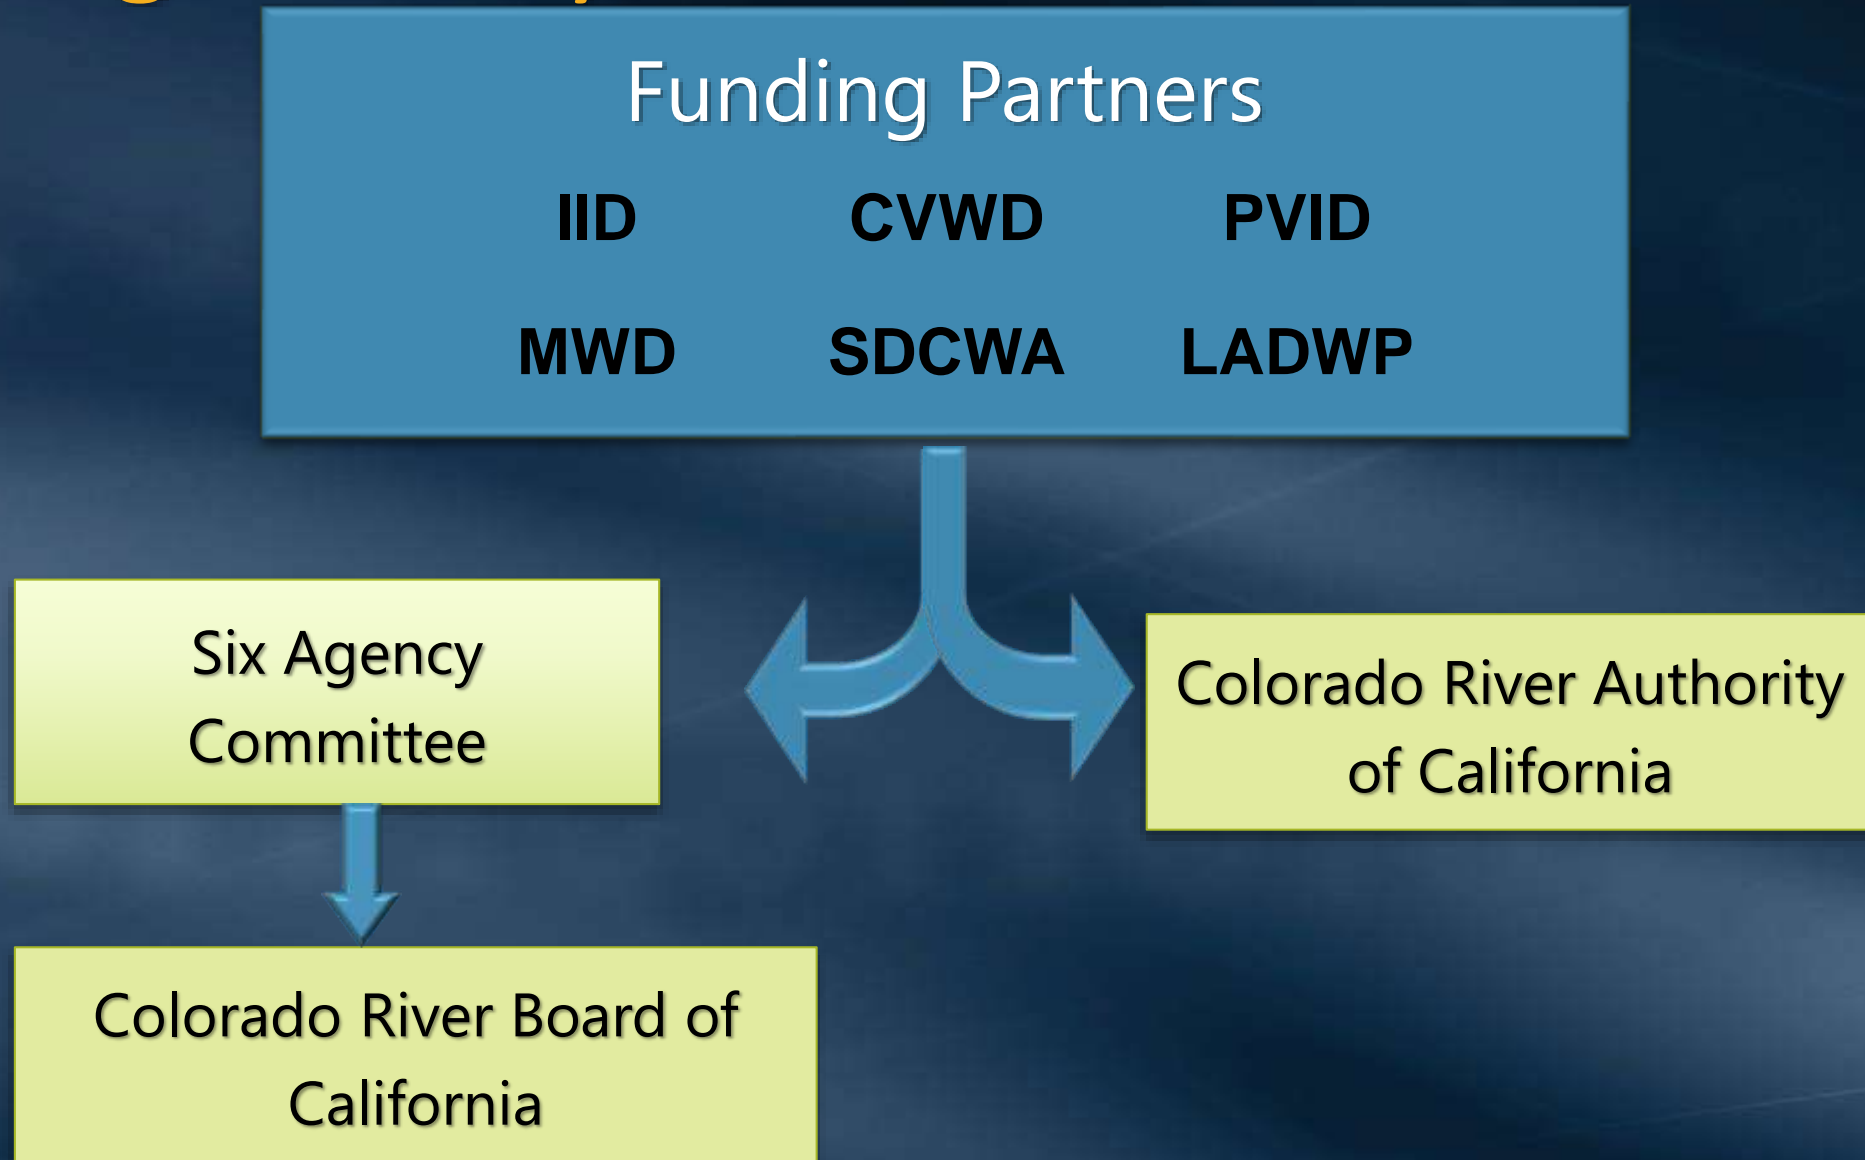 Funding Partners
IID CVWD PVID
MWD SDCWA LADWP
Six Agency
Committee
Colorado River Authority
of California
Colorado River Board of
California